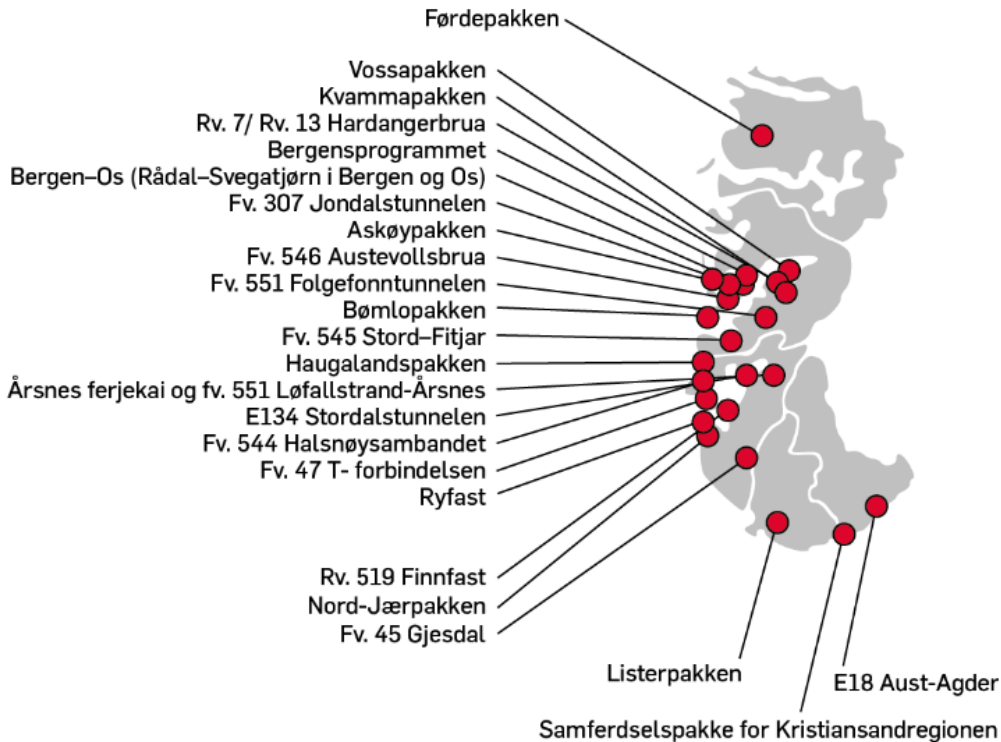 Førdepakken
Vossapakken
Kvammapakken
Rv. 7/ Rv. 13 Hardangerbrua
Bergensprogrammet
Bergen–Os (Rådal–Svegatjørn i Bergen og Os)
Fv. 307 Jondalstunnelen
Askøypakken
Fv. 546 Austevollsbrua
Fv. 551 Folgefonntunnelen
Bømlopakken
Fv. 545 Stord–Fitjar
Haugalandspakken
Årsnes ferjekai og fv. 551 Løfallstrand-Årsnes
E134 Stordalstunnelen
Fv. 544 Halsnøysambandet
Fv. 47 T- forbindelsen
Ryfast
Rv. 519 Finnfast
Nord-Jærpakken
Fv. 45 Gjesdal
Listerpakken
E18 Aust-Agder
Samferdselspakke for Kristiansandregionen